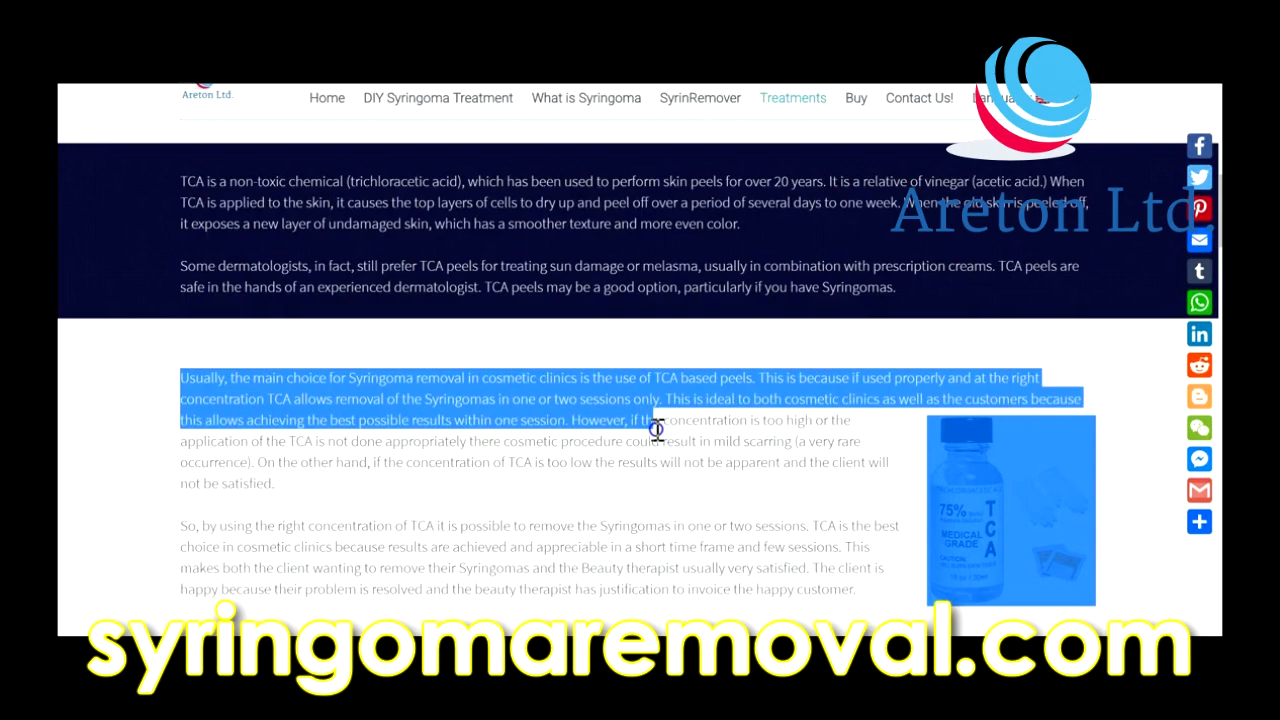 Areton Ltd.
Home DIY Syringoma Treatment What is Syringoma SyrinRemover Treatments Buy Contact Us!
Areton Ltd.
TCA is a non-toxic chemical (trichloracetic acid), which has been used to perform skin peels for over 20 years. It is a relative of vinegar (acetic acid.) When
TCA is applied to the skin, it causes the top layers of cells to dry up and peel off over a period of several days to one week. When the old skin is peeled off,
it exposes a new layer of undamaged skin, which has a smoother texture and more even color.
Some dermatologists, in fact, still prefer TCA peels for treating sun damage or melasma, usually in combination with prescription creams. TCA peels are
safe in the hands of an experienced dermatologist. TCA peels may be a good option, particularly if you have Syringomas.
Usually, the main choice for Syringoma removal in cosmetic clinics is the use of TCA based peels. This is because if used properly and at the right
concentration TCA allows removal of the Syringomas in one or two sessions only. This is ideal to both cosmetic clinics as well as the customers because
this allows achieving the best possible results within one session. However, if the concentration is too high or the
application of the TCA is not done appropriately there cosmetic procedure could result in mild scarring (a very rare
occurrence). On the other hand, if the concentration of TCA is too low the results will not be apparent and the client will
not be satisfied.
So, by using the right concentration of TCA it is possible to remove the Syringomas in one or two sessions. TCA is the best
choice in cosmetic clinics because results are achieved and appreciable in a short time frame and few sessions. This
makes both the client wanting to remove their Syringomas and the Beauty therapist usually very satisfied. The client is
happy because their problem is resolved and the beauty therapist has justification to invoice the happy customer.
75%
TCA
MEDICAL
GRADE
CAUTION:
syringomaremoval.com